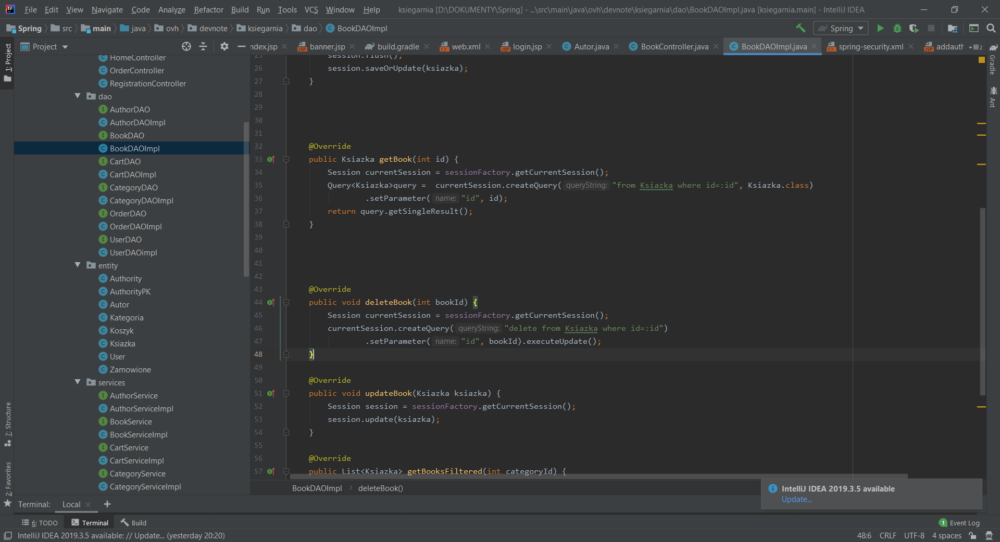 File Edit View Navigate Code Analyze Refactor Build Run Tools VCS Window Help ksiegarnia [D:\DOKUMENTY\Spring] - ...\src\main\java\ovh\devnote\ksiegarnia\dao\BookDAOImpl.java [ksiegarnia.main] - IntelliJ IDEA
Spring src main java ovh devnote ksiegarnia dao BookDAOImpl Spring
Project ndex.jsp banner.jsp build.gradle web.xml login.jsp Autor.java BookController.java BookDAOImpl.java spring-security.xml addauth 2
1: Project
7: Structure
2: Favorites
Gradle
Ant
HomeController
OrderController
RegistrationController
dao
AuthorDAO
AuthorDAOImpl
BookDAO
BookDAOImpl
CartDAO
CartDAOImpl
CategoryDAO
CategoryDAOImpl
OrderDAO
OrderDAOImpl
UserDAO
UserDAOimpl
entity
Authority
AuthorityPK
Autor
Kategoria
Koszyk
Ksiazka
User
Zamowione
services
AuthorService
AuthorServiceImpl
BookService
BookServiceImpl
CartService
CartServiceImpl
CategoryService
CategoryServiceImpl
25 session.flush();
26 session.saveOrUpdate(ksiazka);
27 }
28
29
30
31
32 @Override
33 public Ksiazka getBook(int id) {
34 Session currentSession = sessionFactory.getCurrentSession();
35 Query<Ksiazka>query = currentSession.createQuery( queryString: "from Ksiazka where id=:id", Ksiazka.class)
36 .setParameter( name: "id", id);
37 return query.getSingleResult();
38 }
39
40
41
42
43 @Override
44 public void deleteBook(int bookId) {
45 Session currentSession = sessionFactory.getCurrentSession();
46 currentSession.createQuery( queryString: "delete from Ksiazka where id=:id")
47 .setParameter( name: "id", bookId).executeUpdate();
48 }
49
50 @Override
51 public void updateBook(Ksiazka ksiazka) {
52 Session session = sessionFactory.getCurrentSession();
53 session.update(ksiazka);
54 }
55
56 @Override
57 public List<Ksiazka> getBooksFiltered(int categoryId) {
BookDAOImpl deleteBook()
IntelliJ IDEA 2019.3.5 available
Update...
Terminal: Local +
6: TODO Terminal Build 1 Event Log
IntelliJ IDEA 2019.3.5 available: // Update... (yesterday 20:20) 48:6 CRLF UTF-8 4 spaces